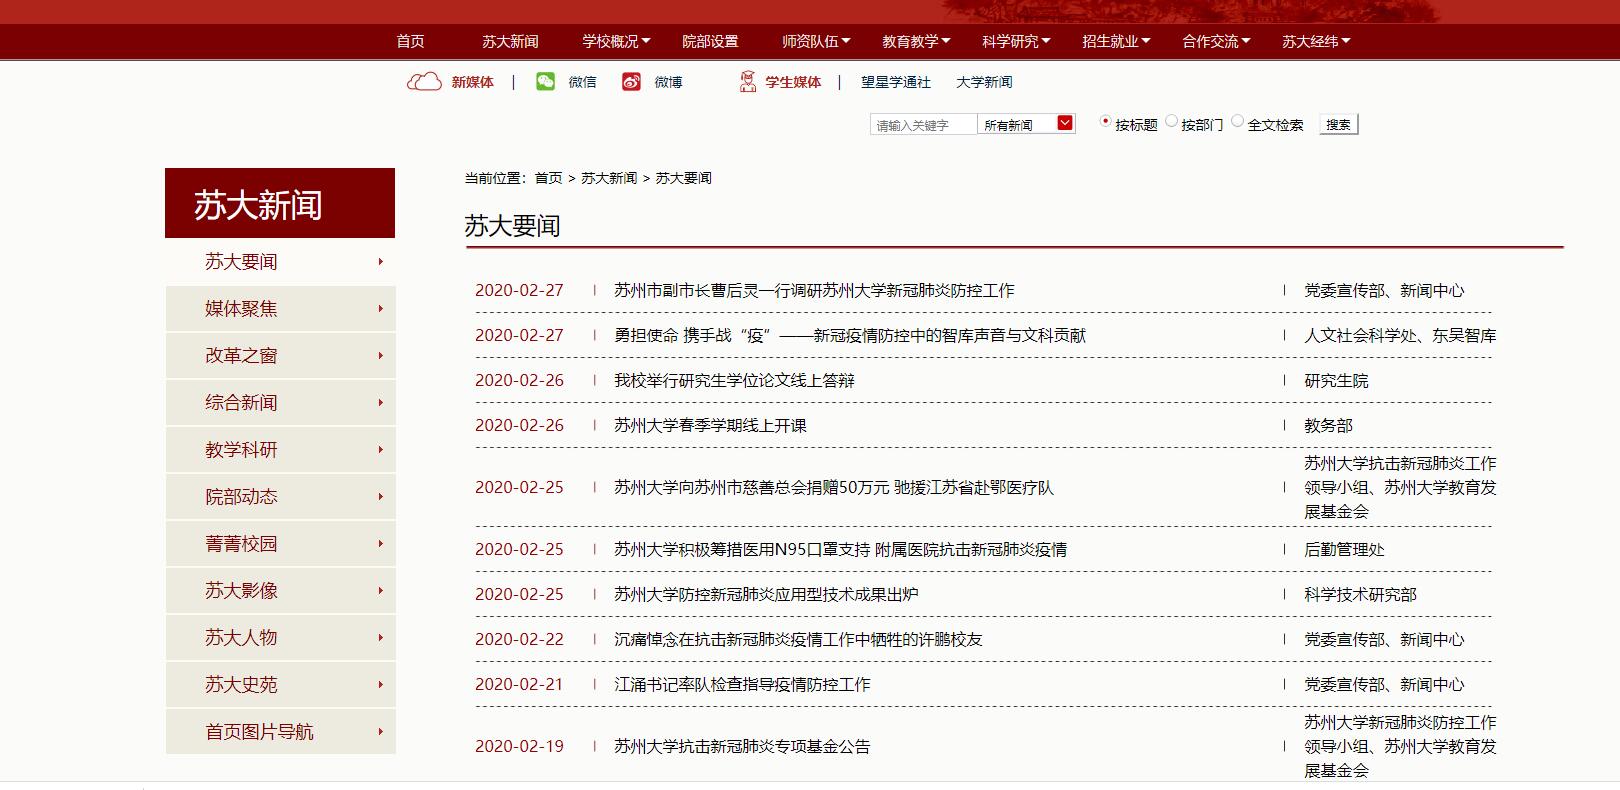 首页 苏大新闻 学校概况 院部设置 师资队伍 教育教学 科学研究 招生就业 合作交流 苏大经纬
新媒体 | 微信 微博 学生媒体 | 望星学通社 大学新闻
请输入关键字 所有新闻 按标题 按部门 全文检索 搜索
当前位置：首页 > 苏大新闻 > 苏大要闻
苏大新闻
苏大要闻
媒体聚焦
改革之窗
综合新闻
教学科研
院部动态
菁菁校园
苏大影像
苏大人物
苏大史苑
首页图片导航
苏大要闻
2020-02-27 | 苏州市副市长曹后灵一行调研苏州大学新冠肺炎防控工作 | 党委宣传部、新闻中心
2020-02-27 | 勇担使命 携手战“疫”——新冠疫情防控中的智库声音与文科贡献 | 人文社会科学处、东吴智库
2020-02-26 | 我校举行研究生学位论文线上答辩 | 研究生院
2020-02-26 | 苏州大学春季学期线上开课 | 教务部
2020-02-25 | 苏州大学向苏州市慈善总会捐赠50万元 驰援江苏省赴鄂医疗队 | 苏州大学抗击新冠肺炎工作
领导小组、苏州大学教育发
展基金会
2020-02-25 | 苏州大学积极筹措医用N95口罩支持 附属医院抗击新冠肺炎疫情 | 后勤管理处
2020-02-25 | 苏州大学防控新冠肺炎应用型技术成果出炉 | 科学技术研究部
2020-02-22 | 沉痛悼念在抗击新冠肺炎疫情工作中牺牲的许鹏校友 | 党委宣传部、新闻中心
2020-02-21 | 江涌书记率队检查指导疫情防控工作 | 党委宣传部、新闻中心
2020-02-19 | 苏州大学抗击新冠肺炎专项基金公告 | 苏州大学新冠肺炎防控工作
领导小组、苏州大学教育发
展基金会